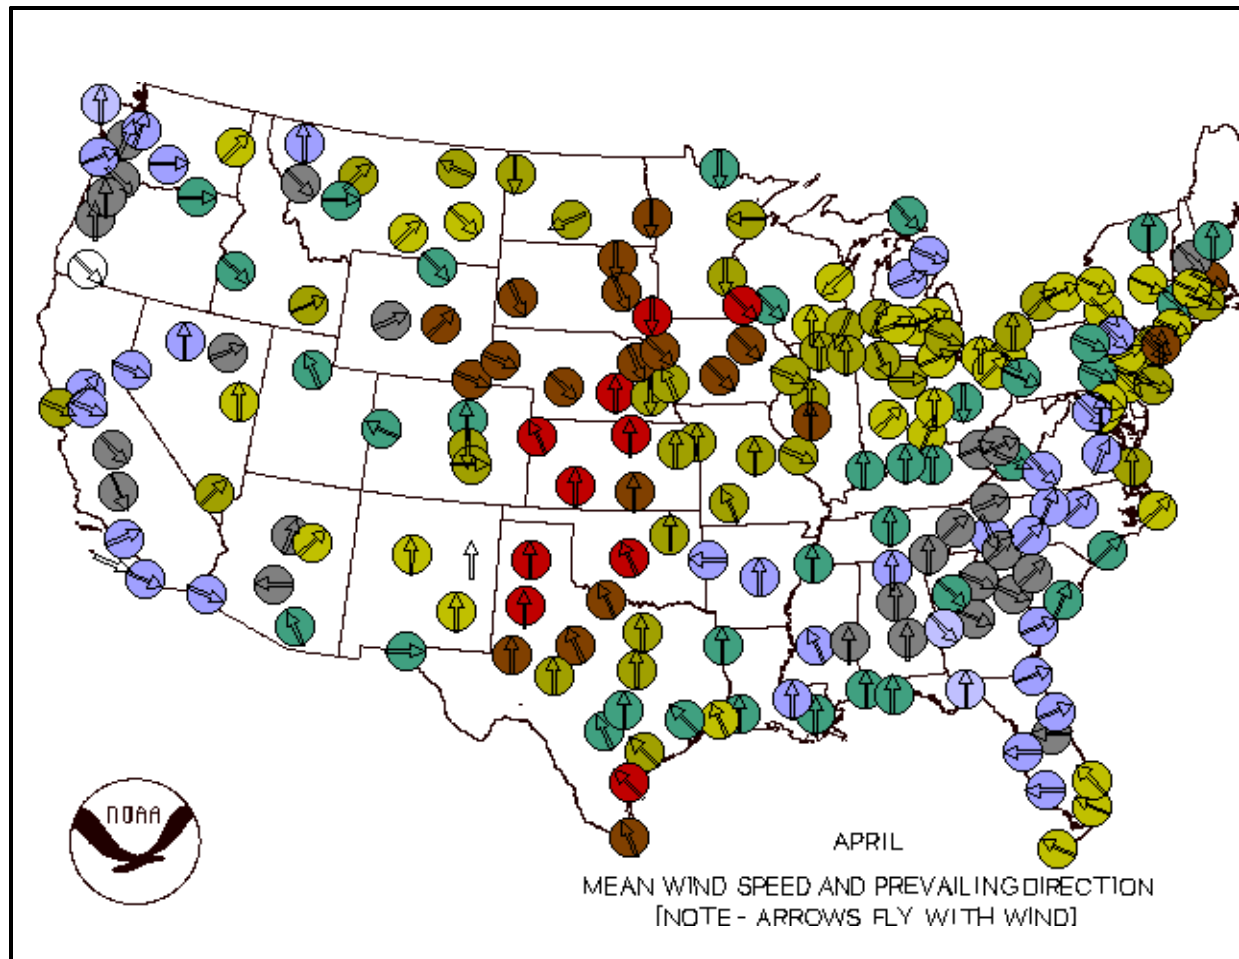 NOAA
APRIL
MEAN WIND SPEED AND PREVAILING DIRECTION
[NOTE - ARROWS FLY WITH WIND]